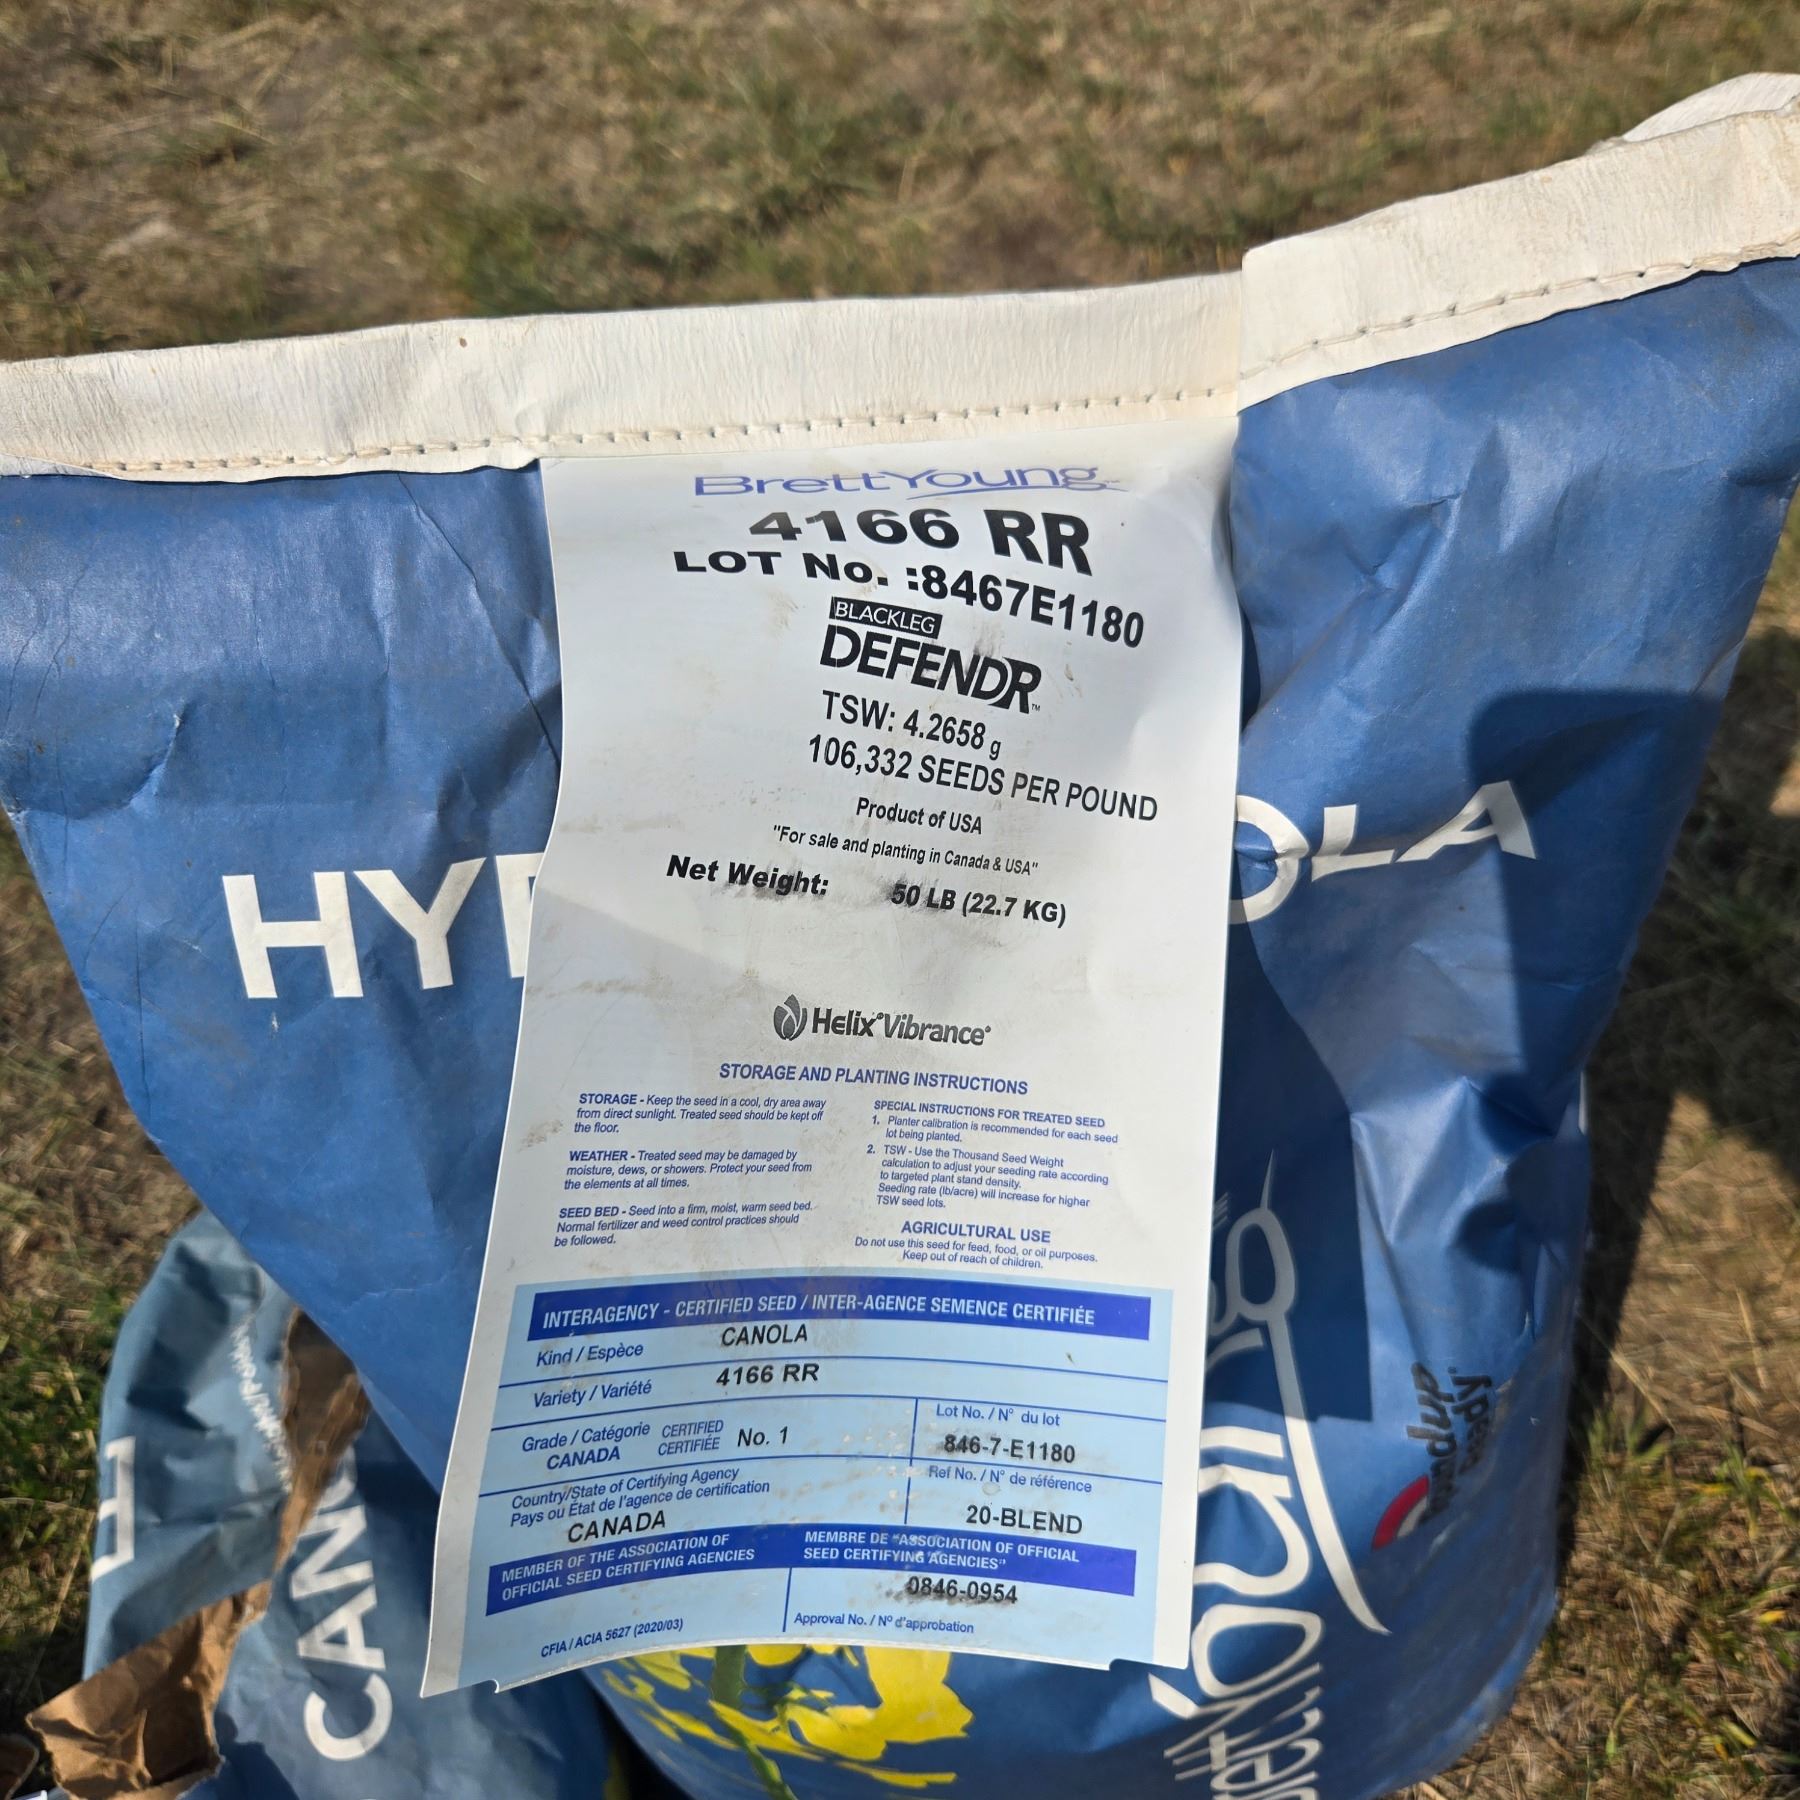 BrettYoung
4166 RR
LOT No. :8467E1180
BLACKLEG
DEFENDR™
TSW: 4.2658 g
106,332 SEEDS PER POUND
Product of USA
"For sale and planting in Canada & USA"
Net Weight: 50 LB (22.7 KG)
Helix® Vibrance®
STORAGE AND PLANTING INSTRUCTIONS
STORAGE - Keep the seed in a cool, dry area away
from direct sunlight. Treated seed should be kept off
the floor.
WEATHER - Treated seed may be damaged by
moisture, dews, or showers. Protect your seed from
the elements at all times.
SEED BED - Seed into a firm, moist, warm seed bed.
Normal fertilizer and weed control practices should
be followed.
SPECIAL INSTRUCTIONS FOR TREATED SEED
1. Planter calibration is recommended for each seed
lot being planted.
2. TSW - Use the Thousand Seed Weight
calculation to adjust your seeding rate according
to targeted plant stand density.
Seeding rate (lb/acre) will increase for higher
TSW seed lots.
AGRICULTURAL USE
Do not use this seed for feed, food, or oil purposes.
Keep out of reach of children.
INTERAGENCY - CERTIFIED SEED / INTER-AGENCE SEMENCE CERTIFIÉE
Kind / Espèce CANOLA
Variety / Variété 4166 RR
Grade / Catégorie CERTIFIED
CANADA CERTIFIÉE No. 1
Lot No. / N° du lot
846-7-E1180
Country/State of Certifying Agency
Pays ou État de l'agence de certification
CANADA
Ref No. / N° de référence
20-BLEND
MEMBER OF THE ASSOCIATION OF
OFFICIAL SEED CERTIFYING AGENCIES
MEMBRE DE "ASSOCIATION OF OFFICIAL
SEED CERTIFYING AGENCIES"
0846-0954
CFIA / ACIA 5627 (2020/03)
Approval No. / N° d'approbation
HY
OLA
CAN
Ready